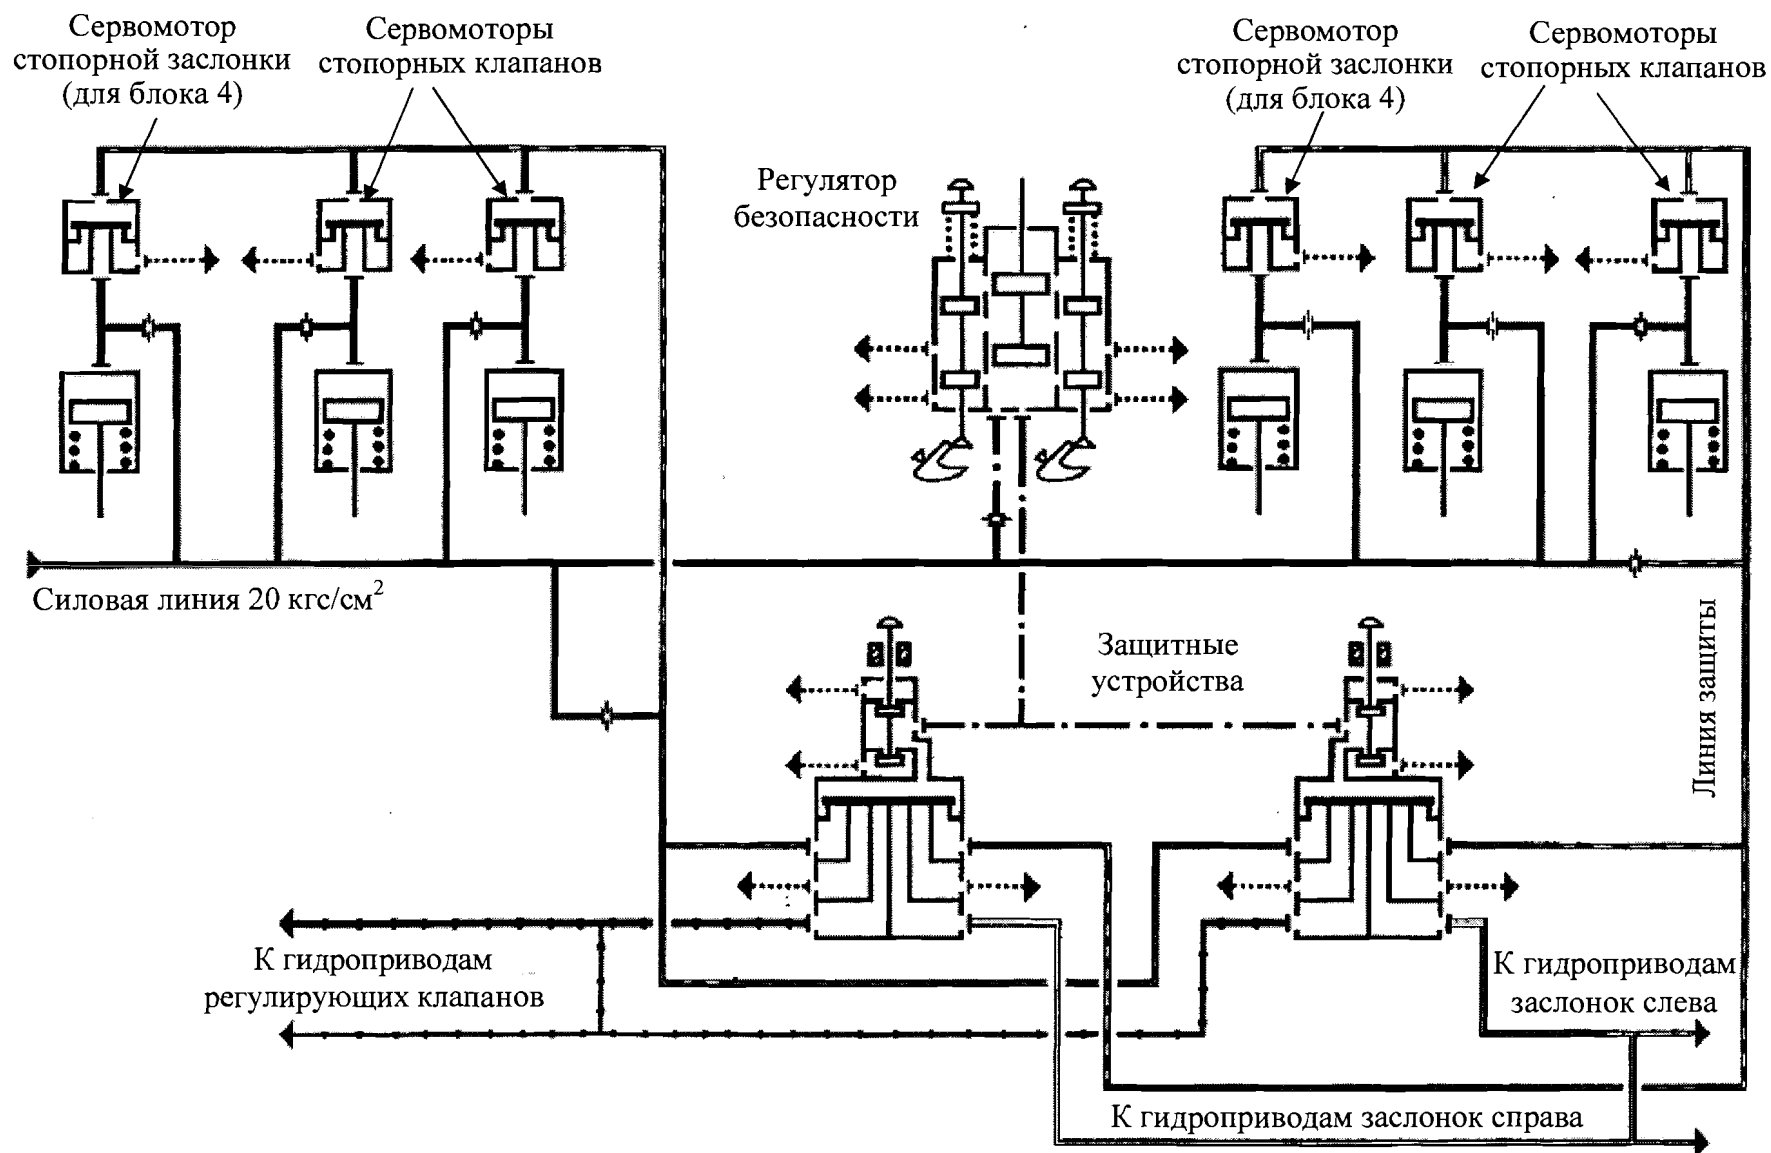 Сервомотор
стопорной заслонки
(для блока 4)
Сервомоторы
стопорных клапанов
Регулятор
безопасности
Сервомотор
стопорной заслонки
(для блока 4)
Сервомоторы
стопорных клапанов
Силовая линия 20 кгс/см²
Защитные
устройства
Линия защиты
К гидроприводам
регулирующих клапанов
К гидроприводам
заслонок слева
К гидроприводам заслонок справа